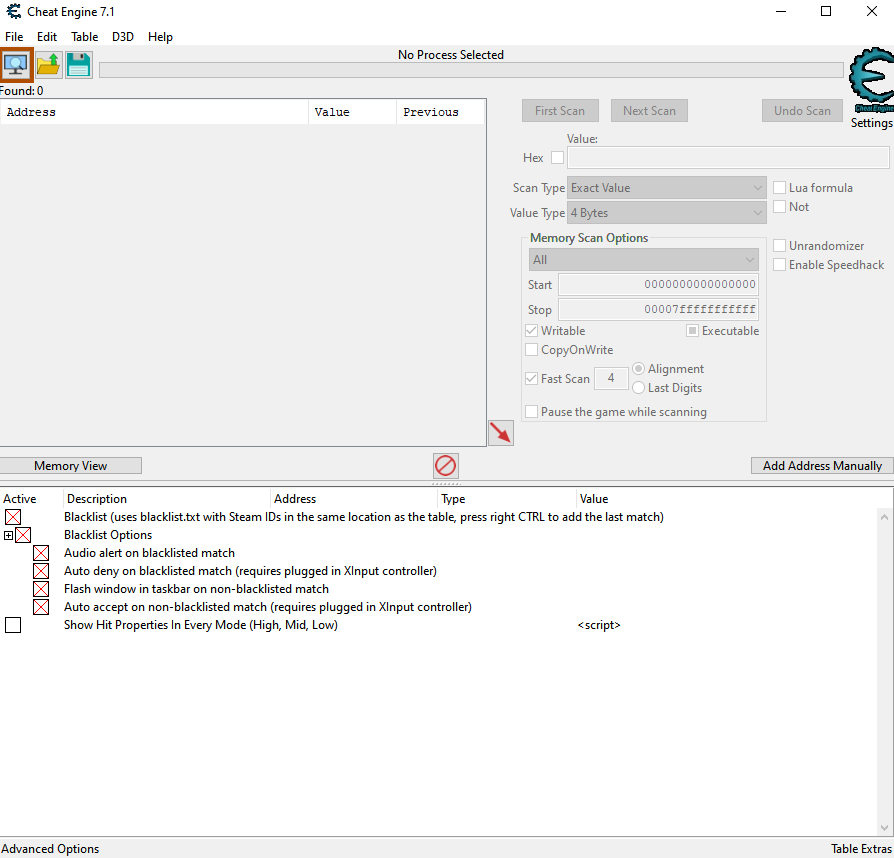 Cheat Engine 7.1
File Edit Table D3D Help
No Process Selected
Found: 0
Cheat Engine
Settings
Address Value Previous
First Scan Next Scan Undo Scan
Value:
Hex
Scan Type Exact Value Lua formula
Not
Value Type 4 Bytes
Memory Scan Options
Unrandomizer
All
Enable Speedhack
Start 0000000000000000
Stop 00007fffffffffff
Writable Executable
CopyOnWrite
Fast Scan 4 Alignment
Last Digits
Pause the game while scanning
Memory View Add Address Manually
Active Description Address Type Value
Blacklist (uses blacklist.txt with Steam IDs in the same location as the table, press right CTRL to add the last match)
Blacklist Options
Audio alert on blacklisted match
Auto deny on blacklisted match (requires plugged in XInput controller)
Flash window in taskbar on non-blacklisted match
Auto accept on non-blacklisted match (requires plugged in XInput controller)
Show Hit Properties In Every Mode (High, Mid, Low) <script>
Advanced Options Table Extras